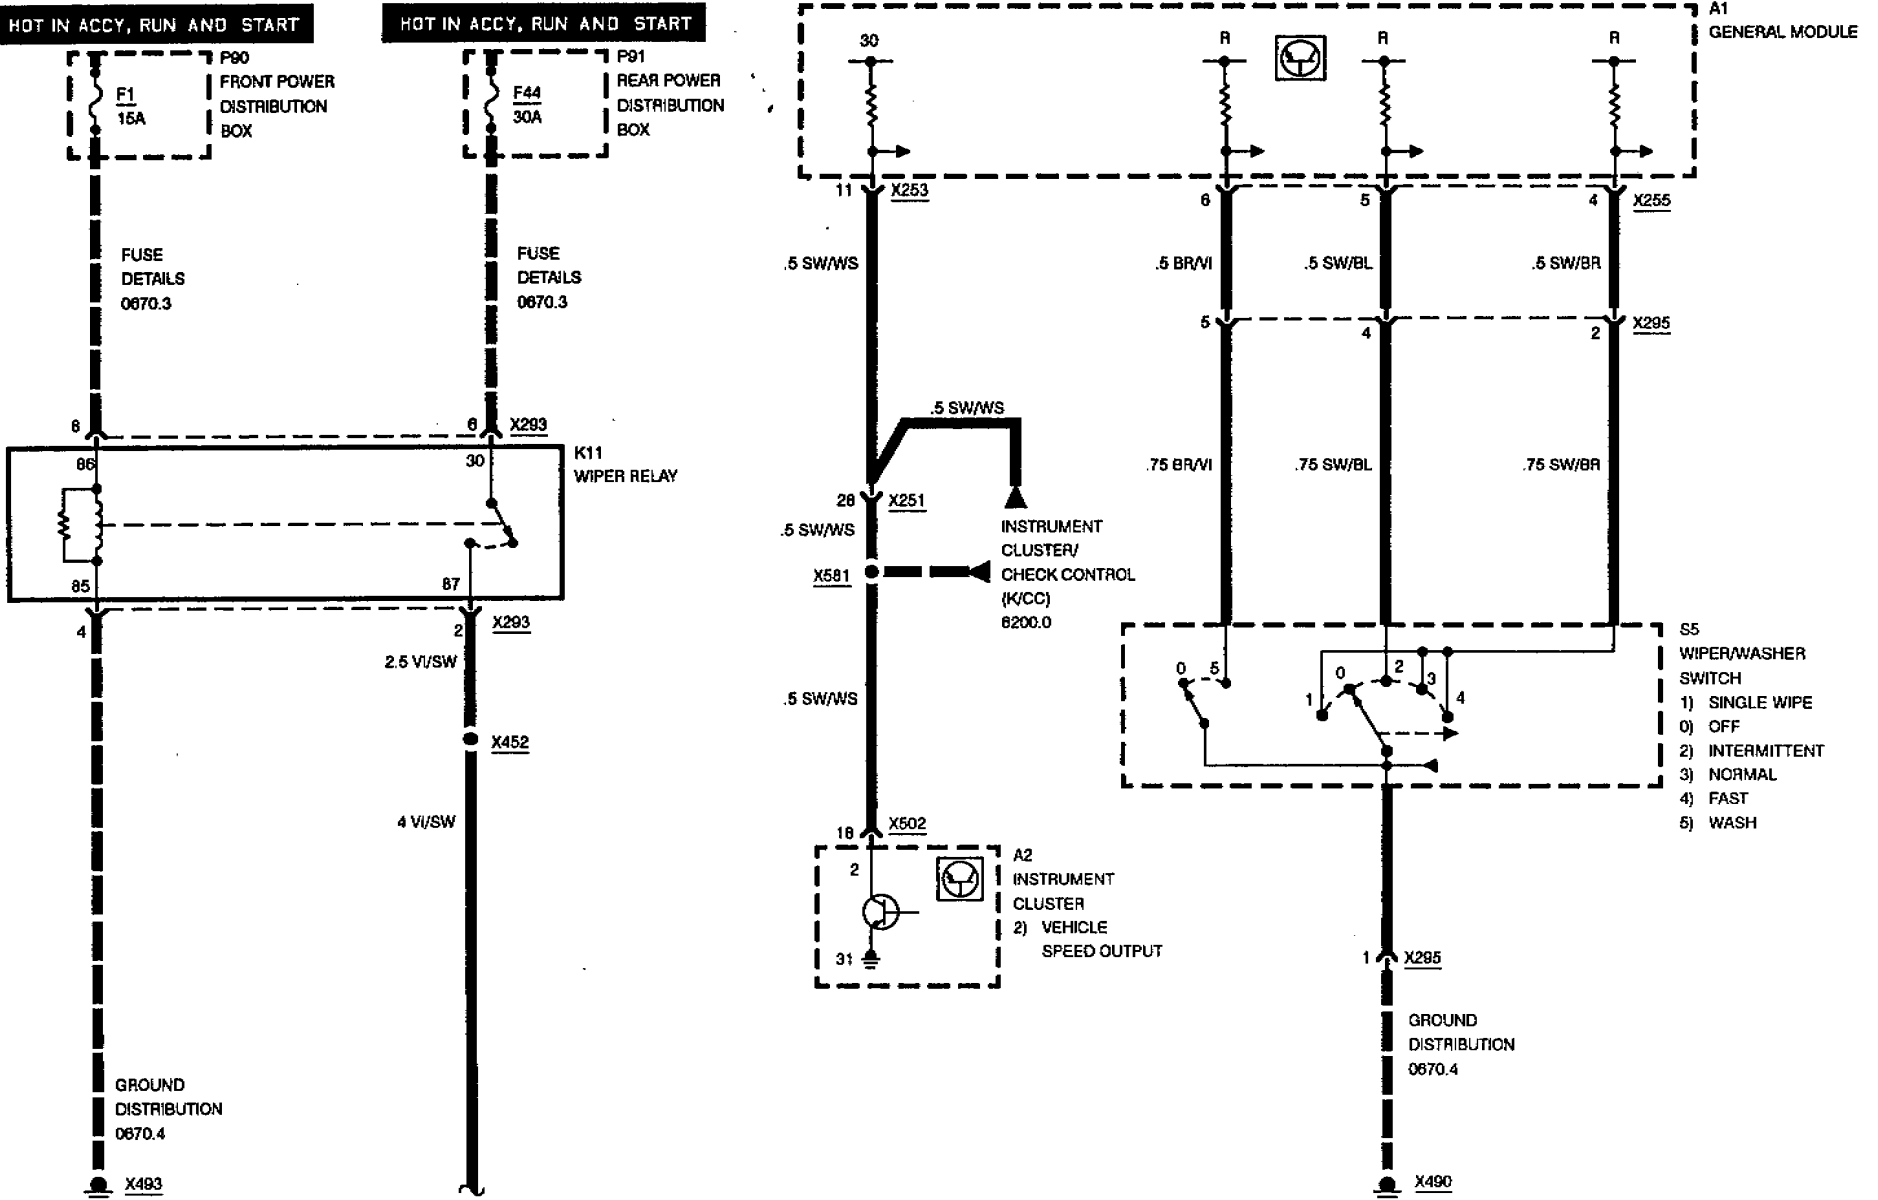 HOT IN ACCY, RUN AND START
P90
FRONT POWER
DISTRIBUTION
BOX
F1
15A
FUSE
DETAILS
0670.3
HOT IN ACCY, RUN AND START
P91
REAR POWER
DISTRIBUTION
BOX
F44
30A
FUSE
DETAILS
0670.3
8
6
X293
K11
WIPER RELAY
86
30
85
87
4
2
X293
2.5 VI/SW
X452
4 VI/SW
GROUND
DISTRIBUTION
0670.4
X493
A1
GENERAL MODULE
30
R
R
R
11
X253
6
5
4
X255
.5 SW/WS
.5 BR/VI
.5 SW/BL
.5 SW/BR
5
4
2
X295
.5 SW/WS
.75 BR/VI
.75 SW/BL
.75 SW/BR
28
X251
.5 SW/WS
X581
INSTRUMENT
CLUSTER/
CHECK CONTROL
(K/CC)
6200.0
.5 SW/WS
18
X502
A2
INSTRUMENT
CLUSTER
2) VEHICLE
SPEED OUTPUT
2
31
0
5
1
0
2
3
4
S5
WIPER/WASHER
SWITCH
1) SINGLE WIPE
0) OFF
2) INTERMITTENT
3) NORMAL
4) FAST
5) WASH
1
X295
GROUND
DISTRIBUTION
0670.4
X490